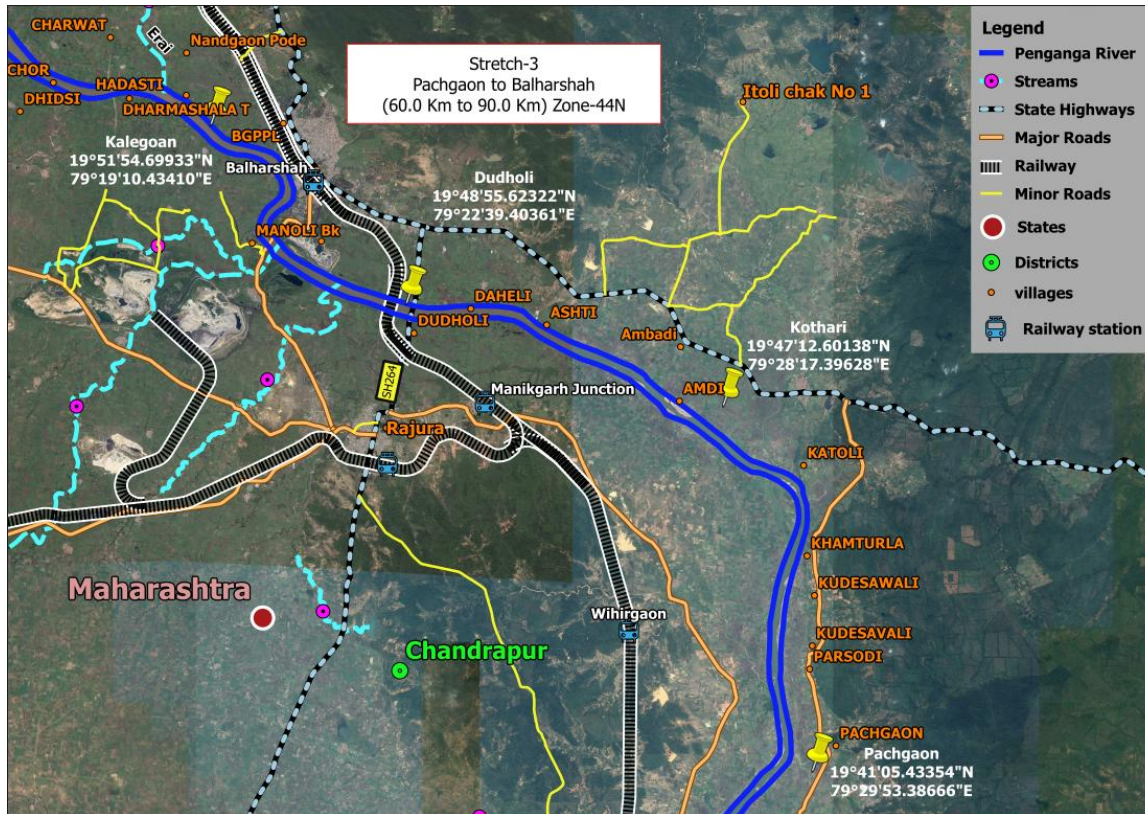 CHARWAT
Erai
Nandgaon Pode
CHOR
HADASTI
DHIDSI
DHARMASHALA T
BGPPL
Kalegoan
19°51'54.69933"N
79°19'10.43410"E
Balharshah
Stretch-3
Pachgaon to Balharshah
(60.0 Km to 90.0 Km) Zone-44N
Itoli chak No 1
Dudholi
19°48'55.62322"N
79°22'39.40361"E
MANOLI Bk
DAHELI
DUDHOLI
ASHTI
Ambadi
Kothari
19°47'12.60138"N
79°28'17.39628"E
SH264
Manikgarh Junction
AMDI
Rajura
KATOLI
KHAMTURLA
KUDESAWALI
Maharashtra
Wihirgaon
KUDESAVALI
Chandrapur
PARSODI
PACHGAON
Pachgaon
19°41'05.43354"N
79°29'53.38666"E
Legend
Penganga River
Streams
State Highways
Major Roads
Railway
Minor Roads
States
Districts
villages
Railway station